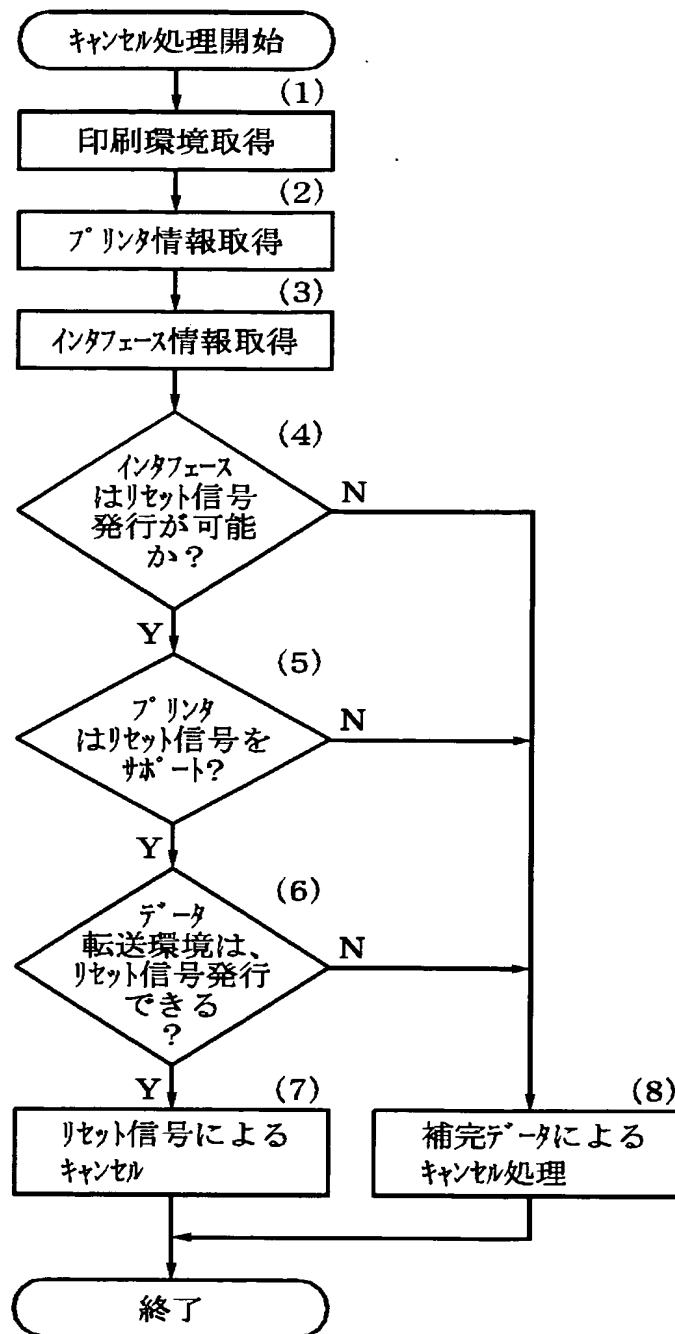 キャンセル処理開始
(1)
印刷環境取得
(2)
プリンタ情報取得
(3)
インタフェース情報取得
(4)
インタフェース
はリセット信号
発行が可能
か?
N
Y
(5)
プリンタ
はリセット信号を
サポート?
N
Y
(6)
データ
転送環境は、
リセット信号発行
できる
?
N
Y
(7)
リセット信号による
キャンセル
(8)
補完データによる
キャンセル処理
終了